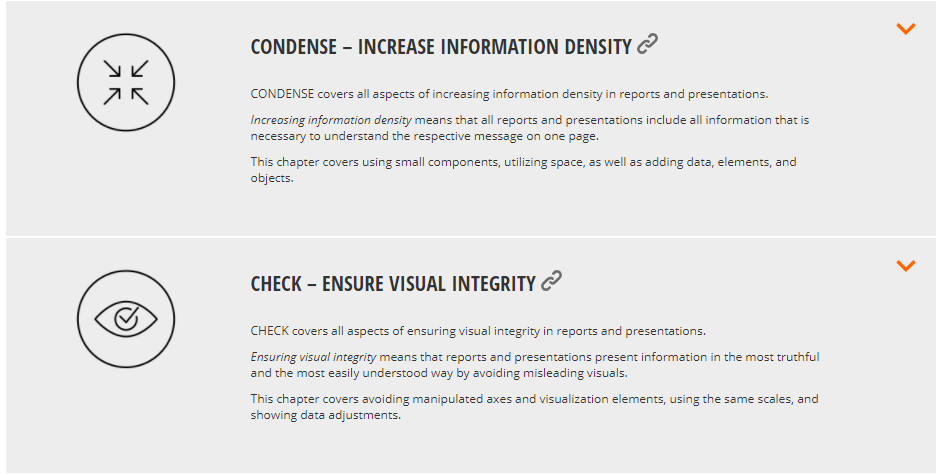 CONDENSE – INCREASE INFORMATION DENSITY
CONDENSE covers all aspects of increasing information density in reports and presentations.
Increasing information density means that all reports and presentations include all information that is
necessary to understand the respective message on one page.
This chapter covers using small components, utilizing space, as well as adding data, elements, and
objects.
CHECK – ENSURE VISUAL INTEGRITY
CHECK covers all aspects of ensuring visual integrity in reports and presentations.
Ensuring visual integrity means that reports and presentations present information in the most truthful
and the most easily understood way by avoiding misleading visuals.
This chapter covers avoiding manipulated axes and visualization elements, using the same scales, and
showing data adjustments.